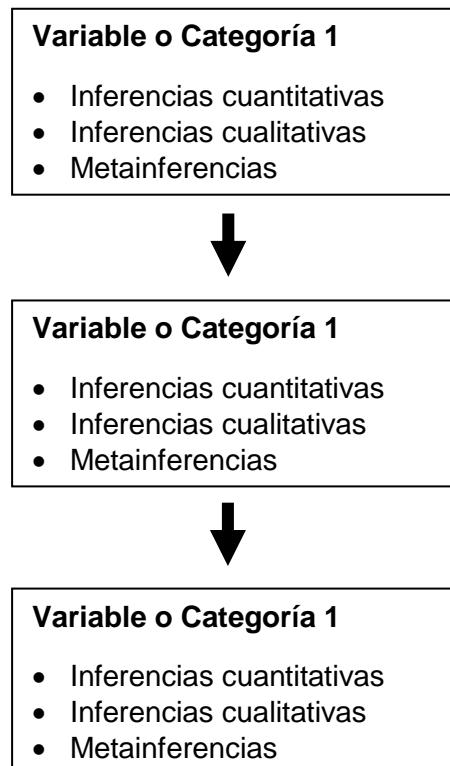 Variable o Categoría 1
• Inferencias cuantitativas
• Inferencias cualitativas
• Metainferencias
Variable o Categoría 1
• Inferencias cuantitativas
• Inferencias cualitativas
• Metainferencias
Variable o Categoría 1
• Inferencias cuantitativas
• Inferencias cualitativas
• Metainferencias